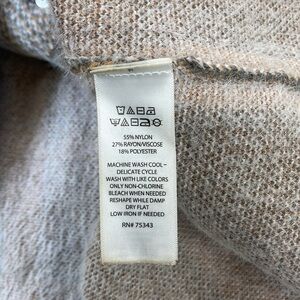 55% NYLON
27% RAYON/VISCOSE
18% POLYESTER
MACHINE WASH COOL–
DELICATE CYCLE
WASH WITH LIKE COLORS
ONLY NON-CHLORINE
BLEACH WHEN NEEDED
RESHAPE WHILE DAMP
DRY FLAT
LOW IRON IF NEEDED
RN# 75343